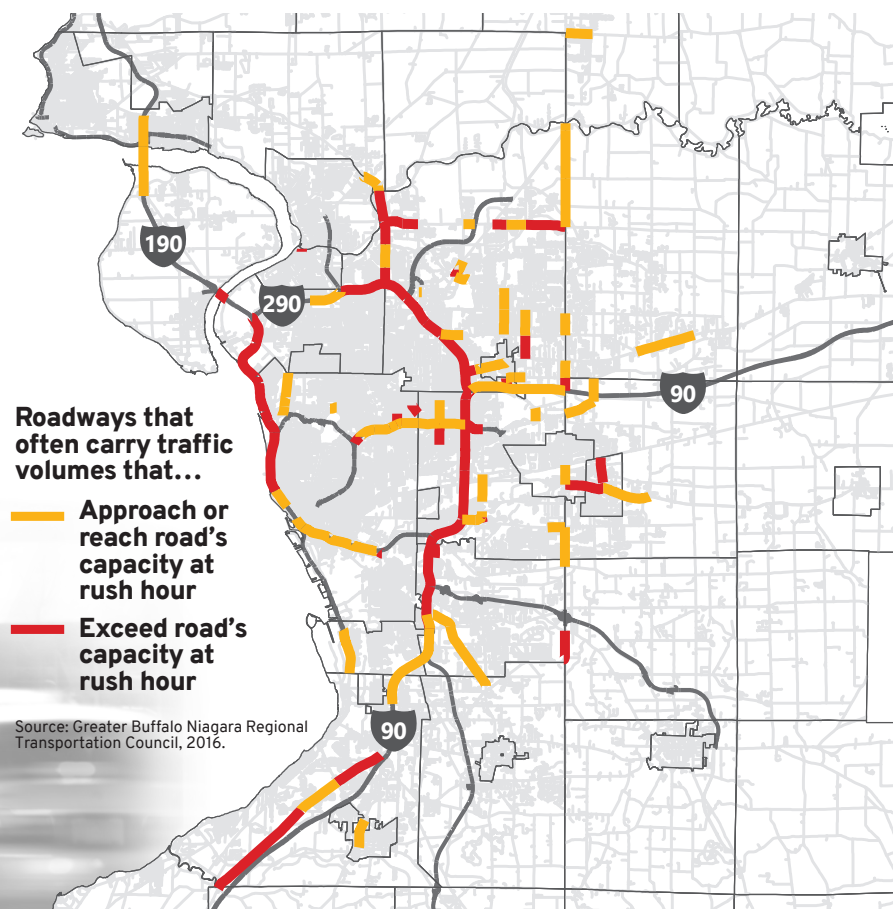 190
290
90
Roadways that
often carry traffic
volumes that...
Approach or
reach road's
capacity at
rush hour
Exceed road's
capacity at
rush hour
Source: Greater Buffalo Niagara Regional
Transportation Council, 2016.
90